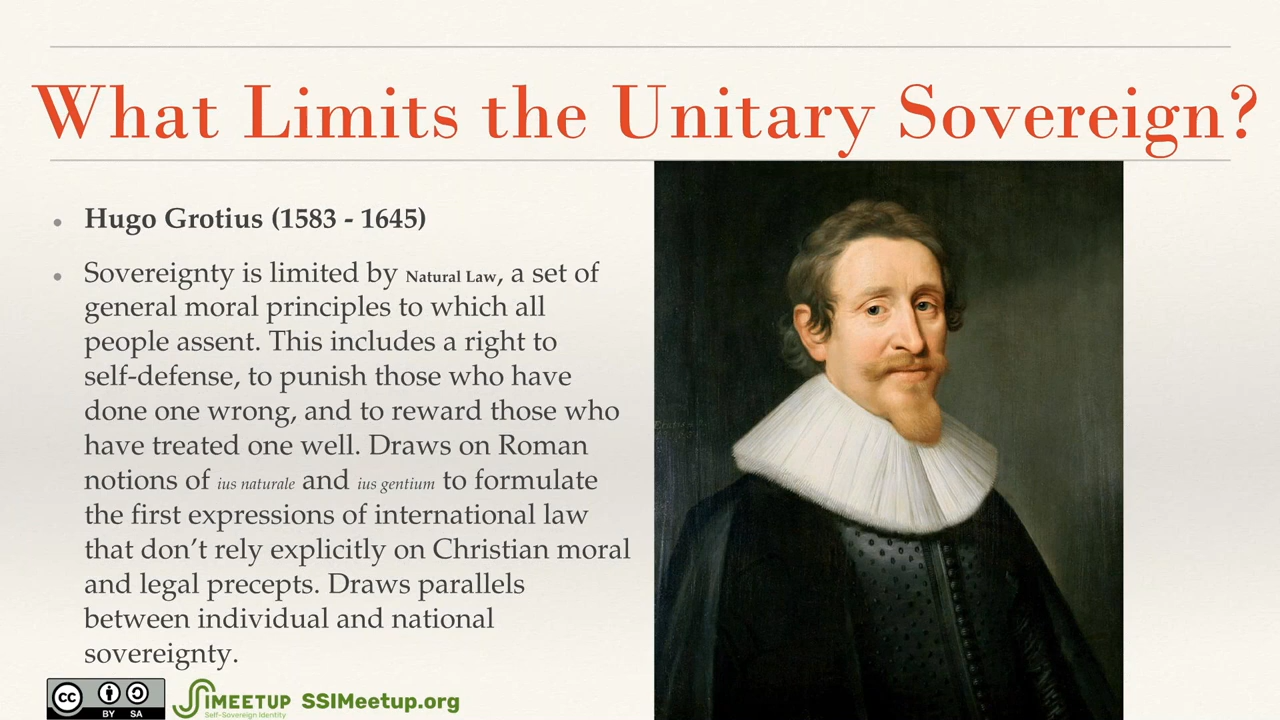 What Limits the Unitary Sovereign?
Hugo Grotius (1583 - 1645)
Sovereignty is limited by Natural Law, a set of
general moral principles to which all
people assent. This includes a right to
self-defense, to punish those who have
done one wrong, and to reward those who
have treated one well. Draws on Roman
notions of ius naturale and ius gentium to formulate
the first expressions of international law
that don’t rely explicitly on Christian moral
and legal precepts. Draws parallels
between individual and national
sovereignty.
cc
BY SA
SSIMEETUP SSIMeetup.org
Self-Sovereign Identity